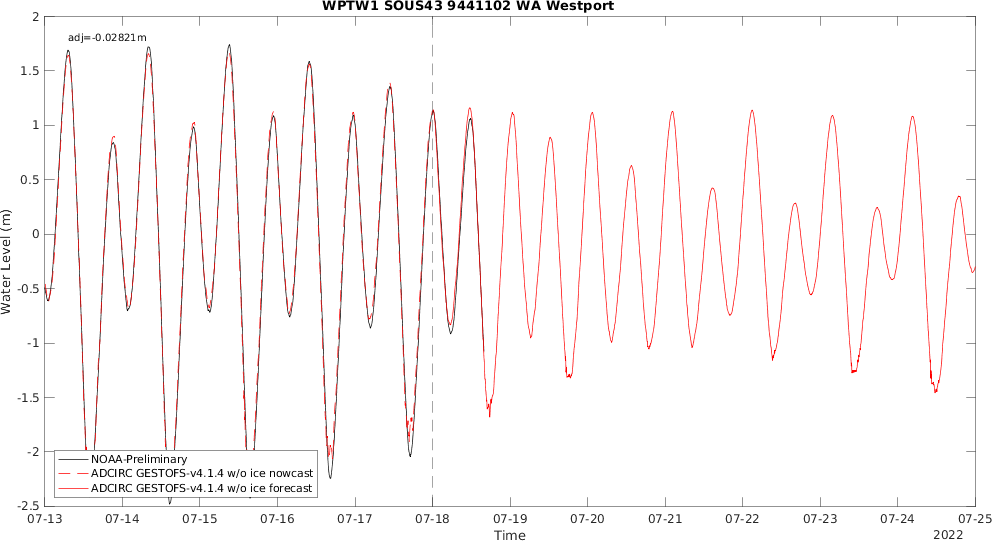 WPTW1 SOUS43 9441102 WA Westport
adj=-0.02821m
2
1.5
1
0.5
0
-0.5
-1
-1.5
-2
-2.5
Water Level (m)
NOAA-Preliminary
ADCIRC GESTOFS-v4.1.4 w/o ice nowcast
ADCIRC GESTOFS-v4.1.4 w/o ice forecast
07-13 07-14 07-15 07-16 07-17 07-18 07-19 07-20 07-21 07-22 07-23 07-24 07-25
Time
2022